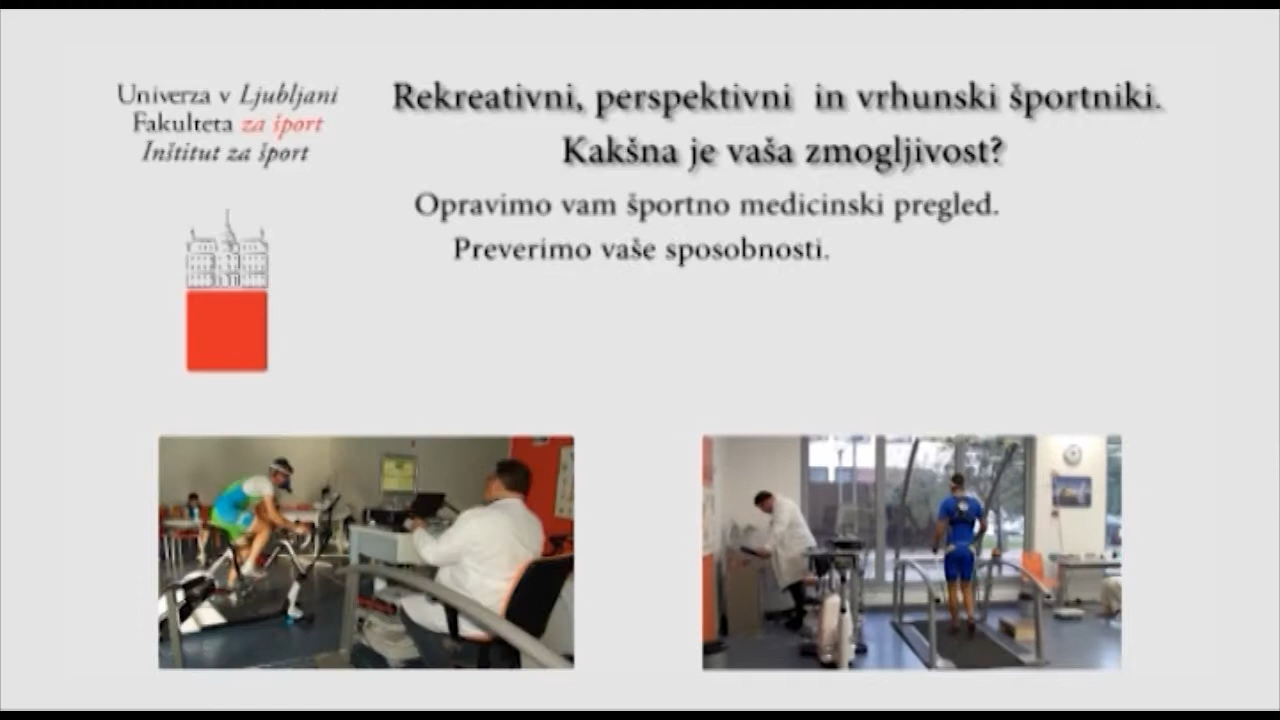 Univerza v Ljubljani
Fakulteta za šport
Inštitut za šport
Rekreativni, perspektivni in vrhunski športniki.
Kakšna je vaša zmogljivost?
Opravimo vam športno medicinski pregled.
Preverimo vaše sposobnosti.